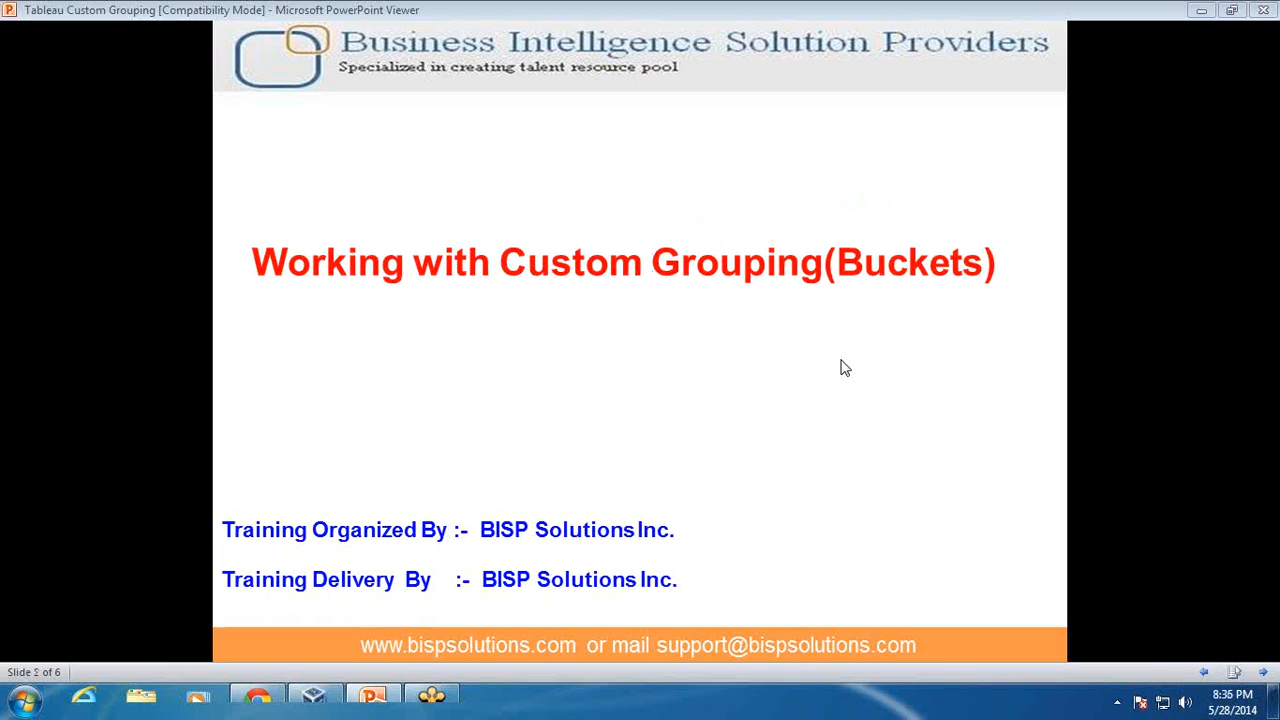 Tableau Custom Grouping [Compatibility Mode] - Microsoft PowerPoint Viewer
Business Intelligence Solution Providers
Specialized in creating talent resource pool
Working with Custom Grouping(Buckets)
Training Organized By :- BISP Solutions Inc.
Training Delivery By :- BISP Solutions Inc.
www.bispsolutions.com or mail support@bispsolutions.com
Slide 2 of 6
8:36 PM
5/28/2014